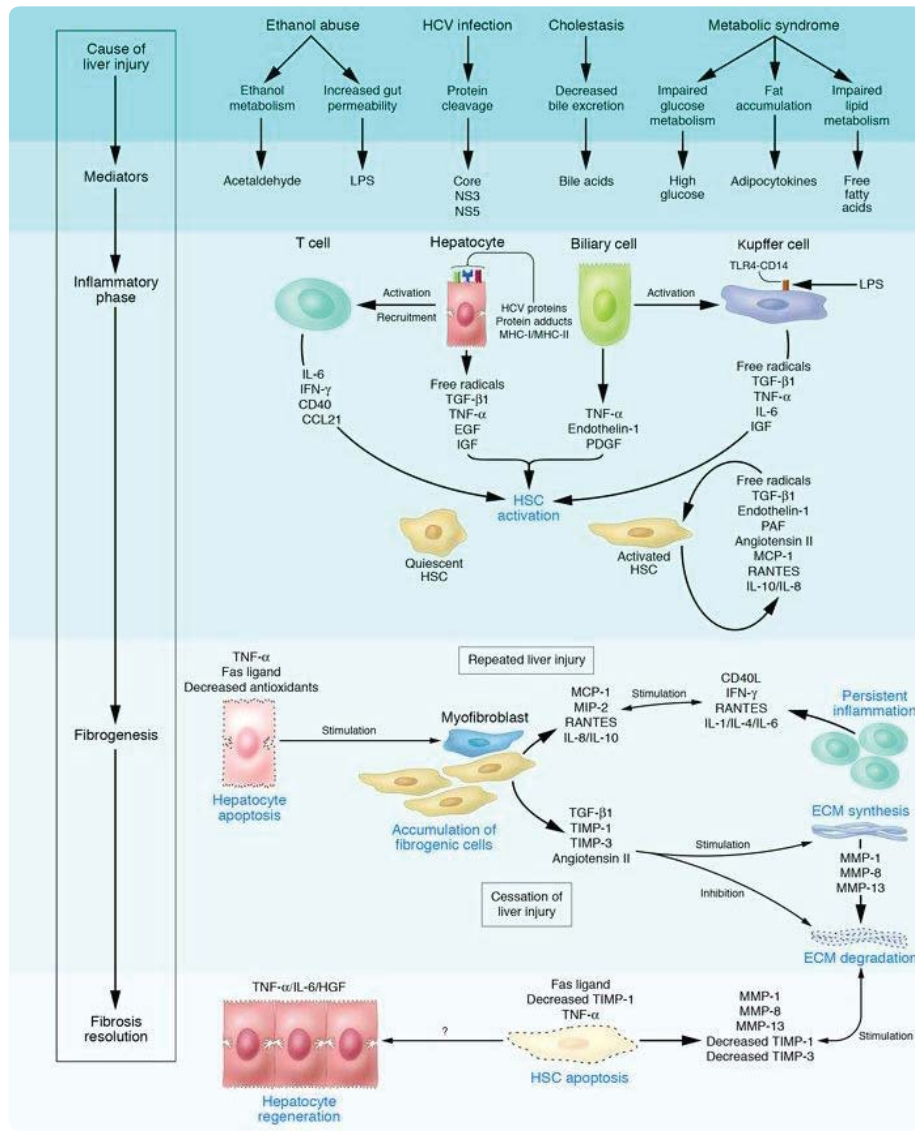 Cause of
liver injury
Mediators
Inflammatory
phase
Fibrogenesis
Fibrosis
resolution
Ethanol abuse
HCV infection
Cholestasis
Metabolic syndrome
Ethanol
metabolism
Increased gut
permeability
Protein
cleavage
Decreased
bile excretion
Impaired
glucose
metabolism
Fat
accumulation
Impaired
lipid
metabolism
Acetaldehyde
LPS
Core
NS3
NS5
Bile acids
High
glucose
Adipocytokines
Free
fatty
acids
T cell
Hepatocyte
Biliary cell
Kupffer cell
TLR4-CD14
LPS
Activation
Recruitment
HCV proteins
Protein adducts
MHC-I/MHC-II
Activation
IL-6
IFN-γ
CD40
CCL21
Free radicals
TGF-β1
TNF-α
EGF
IGF
TNF-α
Endothelin-1
PDGF
Free radicals
TGF-β1
TNF-α
IL-6
IGF
HSC
activation
Quiescent
HSC
Activated
HSC
Free radicals
TGF-β1
Endothelin-1
PAF
Angiotensin II
MCP-1
RANTES
IL-10/IL-8
Repeated liver injury
TNF-α
Fas ligand
Decreased antioxidants
Stimulation
Hepatocyte
apoptosis
Myofibroblast
Accumulation of
fibrogenic cells
MCP-1
MIP-2
RANTES
IL-8/IL-10
Stimulation
CD40L
IFN-γ
RANTES
IL-1/IL-4/IL-6
Persistent
inflammation
TGF-β1
TIMP-1
TIMP-3
Angiotensin II
Stimulation
Inhibition
ECM synthesis
MMP-1
MMP-8
MMP-13
ECM degradation
Cessation of
liver injury
TNF-α/IL-6/HGF
Hepatocyte
regeneration
?
Fas ligand
Decreased TIMP-1
TNF-α
HSC apoptosis
MMP-1
MMP-8
MMP-13
Decreased TIMP-1
Decreased TIMP-3
Stimulation